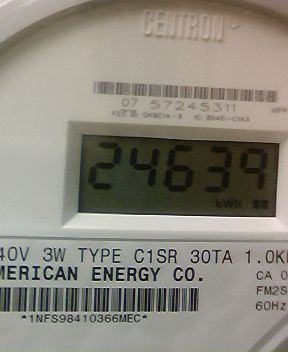 CENTRON
07 57245311
24639
kWh
40V 3W TYPE C1SR 30TA 1.0K
MERICAN ENERGY CO.
CA 0
FM2S
60Hz
*1NFS98410366MEC*